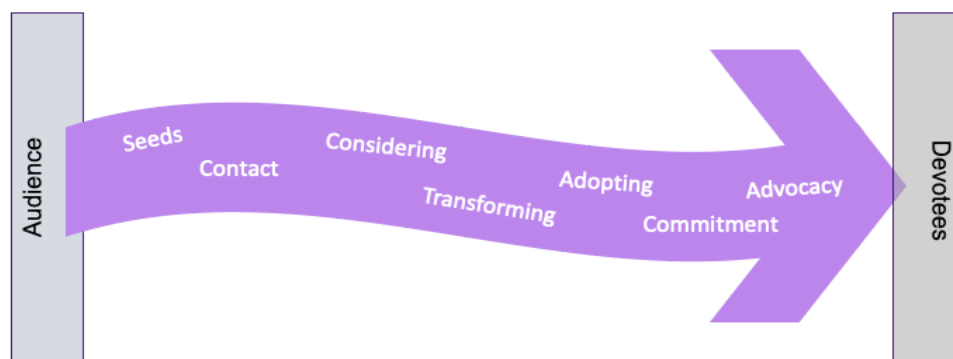 Audience
Seeds
Contact
Considering
Transforming
Adopting
Commitment
Advocacy
Devotees